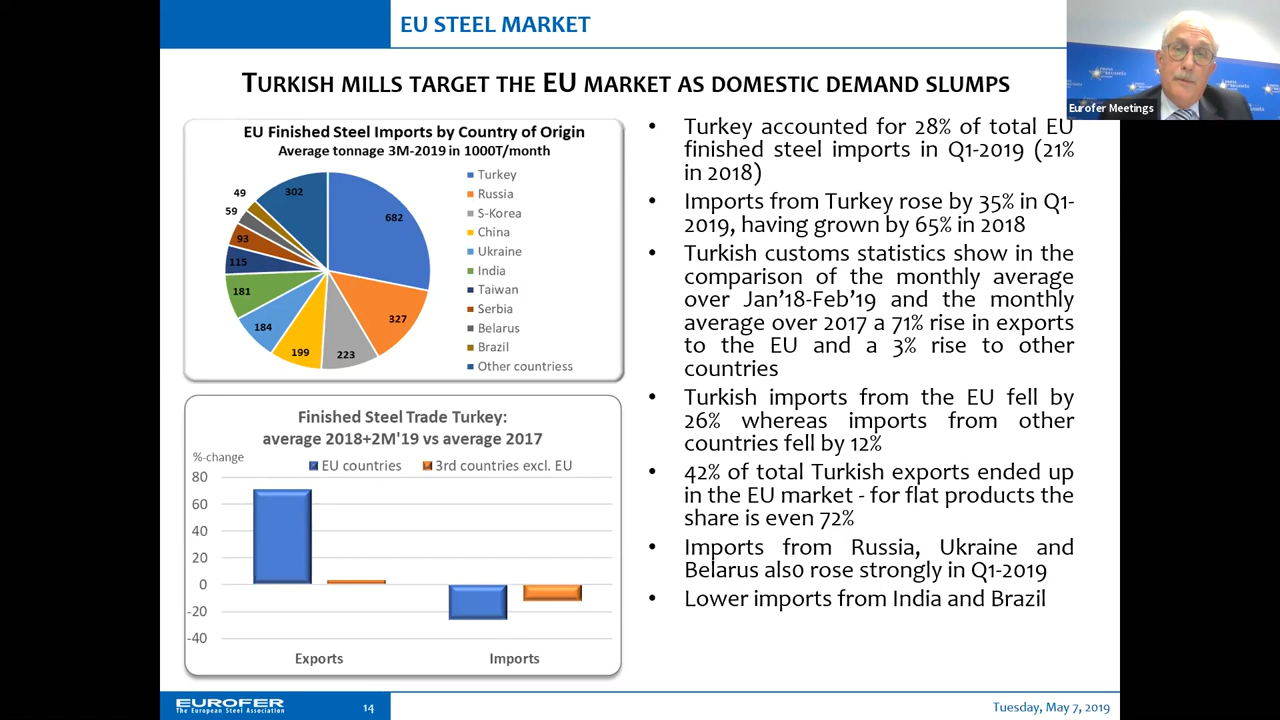 EU STEEL MARKET
Eurofer Meetings
TURKISH MILLS TARGET THE EU MARKET AS DOMESTIC DEMAND SLUMPS
EU Finished Steel Imports by Country of Origin
Average tonnage 3M-2019 in 1000T/month
682
327
223
199
184
181
115
93
59
49
302
Turkey
Russia
S-Korea
China
Ukraine
India
Taiwan
Serbia
Belarus
Brazil
Other countriess
Finished Steel Trade Turkey:
average 2018+2M'19 vs average 2017
%-change
EU countries
3rd countries excl. EU
80
60
40
20
0
-20
-40
Exports
Imports
• Turkey accounted for 28% of total EU
finished steel imports in Q1-2019 (21%
in 2018)
• Imports from Turkey rose by 35% in Q1-
2019, having grown by 65% in 2018
• Turkish customs statistics show in the
comparison of the monthly average
over Jan’18-Feb’19 and the monthly
average over 2017 a 71% rise in exports
to the EU and a 3% rise to other
countries
• Turkish imports from the EU fell by
26% whereas imports from other
countries fell by 12%
• 42% of total Turkish exports ended up
in the EU market - for flat products the
share is even 72%
• Imports from Russia, Ukraine and
Belarus als0 rose strongly in Q1-2019
• Lower imports from India and Brazil
EUROFER
The European Steel Association
14
Tuesday, May 7, 2019